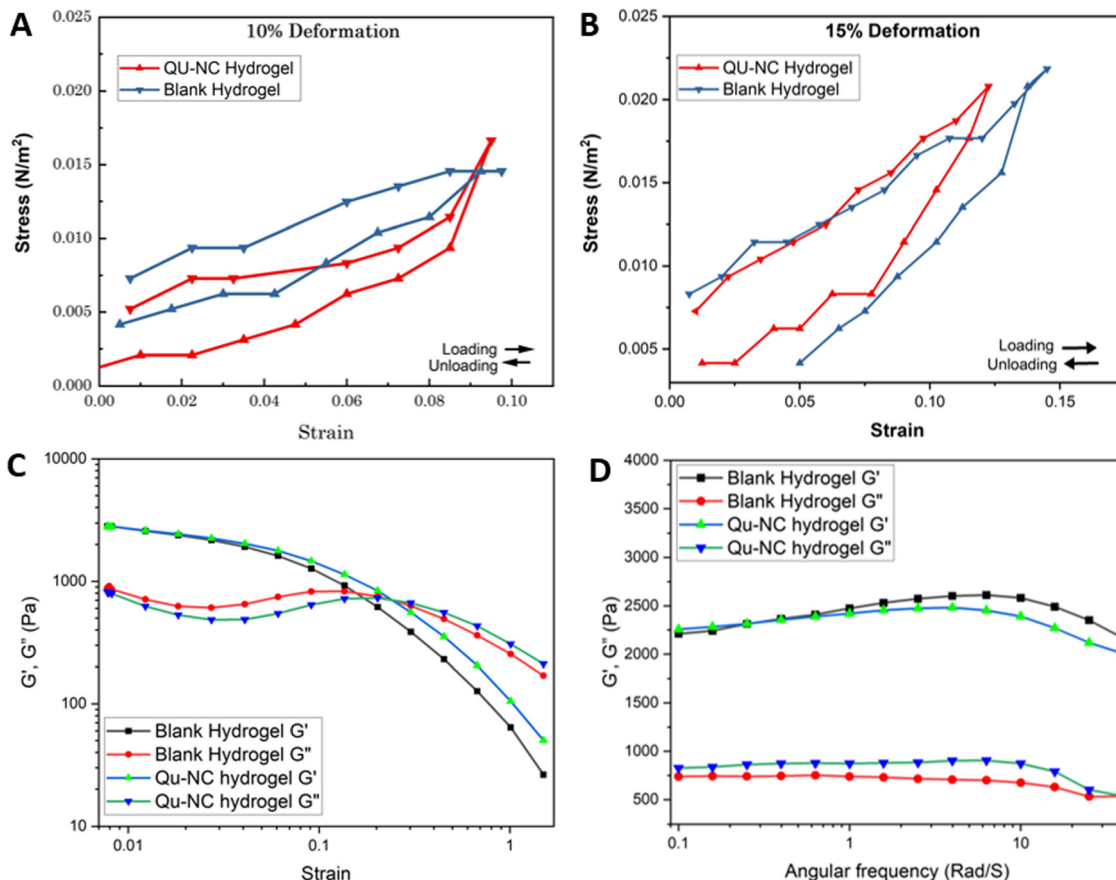 A
10% Deformation
QU-NC Hydrogel
Blank Hydrogel
0.025
0.020
0.015
0.010
0.005
0.000
Stress (N/m²)
0.00 0.02 0.04 0.06 0.08 0.10
Strain
Loading
Unloading
B
15% Deformation
QU-NC Hydrogel
Blank Hydrogel
0.025
0.020
0.015
0.010
0.005
Stress (N/m²)
0.00 0.05 0.10 0.15
Strain
Loading
Unloading
C
10000
1000
100
10
G', G" (Pa)
Blank Hydrogel G'
Blank Hydrogel G"
Qu-NC hydrogel G'
Qu-NC hydrogel G"
0.01 0.1 1
Strain
D
4000
3500
3000
2500
2000
1500
1000
500
G', G" (Pa)
Blank Hydrogel G'
Blank Hydrogel G"
Qu-NC hydrogel G'
Qu-NC hydrogel G"
0.1 1 10
Angular frequency (Rad/S)